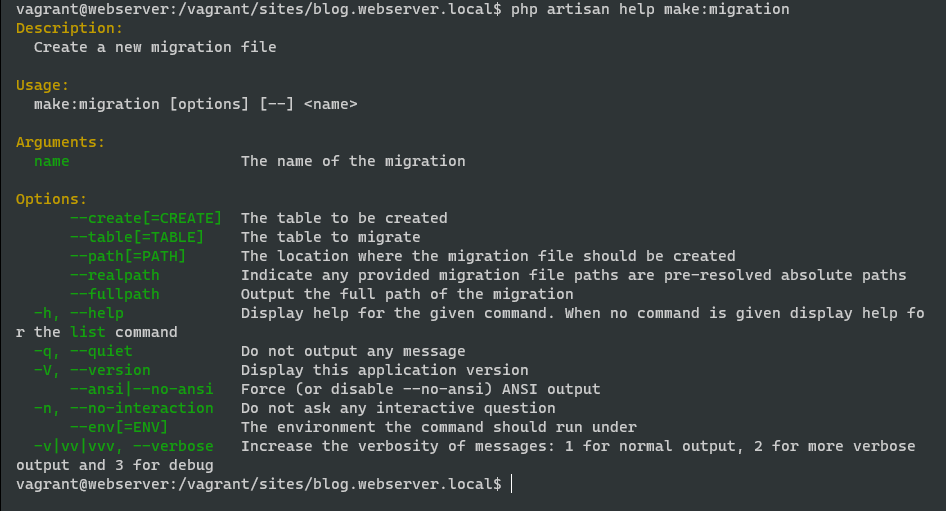 vagrant@webserver:/vagrant/sites/blog.webserver.local$ php artisan help make:migration
Description:
  Create a new migration file

Usage:
  make:migration [options] [--] <name>

Arguments:
  name                   The name of the migration

Options:
      --create[=CREATE]  The table to be created
      --table[=TABLE]    The table to migrate
      --path[=PATH]      The location where the migration file should be created
      --realpath         Indicate any provided migration file paths are pre-resolved absolute paths
      --fullpath         Output the full path of the migration
  -h, --help             Display help for the given command. When no command is given display help fo
r the list command
  -q, --quiet            Do not output any message
  -V, --version          Display this application version
      --ansi|--no-ansi   Force (or disable --no-ansi) ANSI output
  -n, --no-interaction   Do not ask any interactive question
      --env[=ENV]        The environment the command should run under
  -v|vv|vvv, --verbose   Increase the verbosity of messages: 1 for normal output, 2 for more verbose
output and 3 for debug
vagrant@webserver:/vagrant/sites/blog.webserver.local$